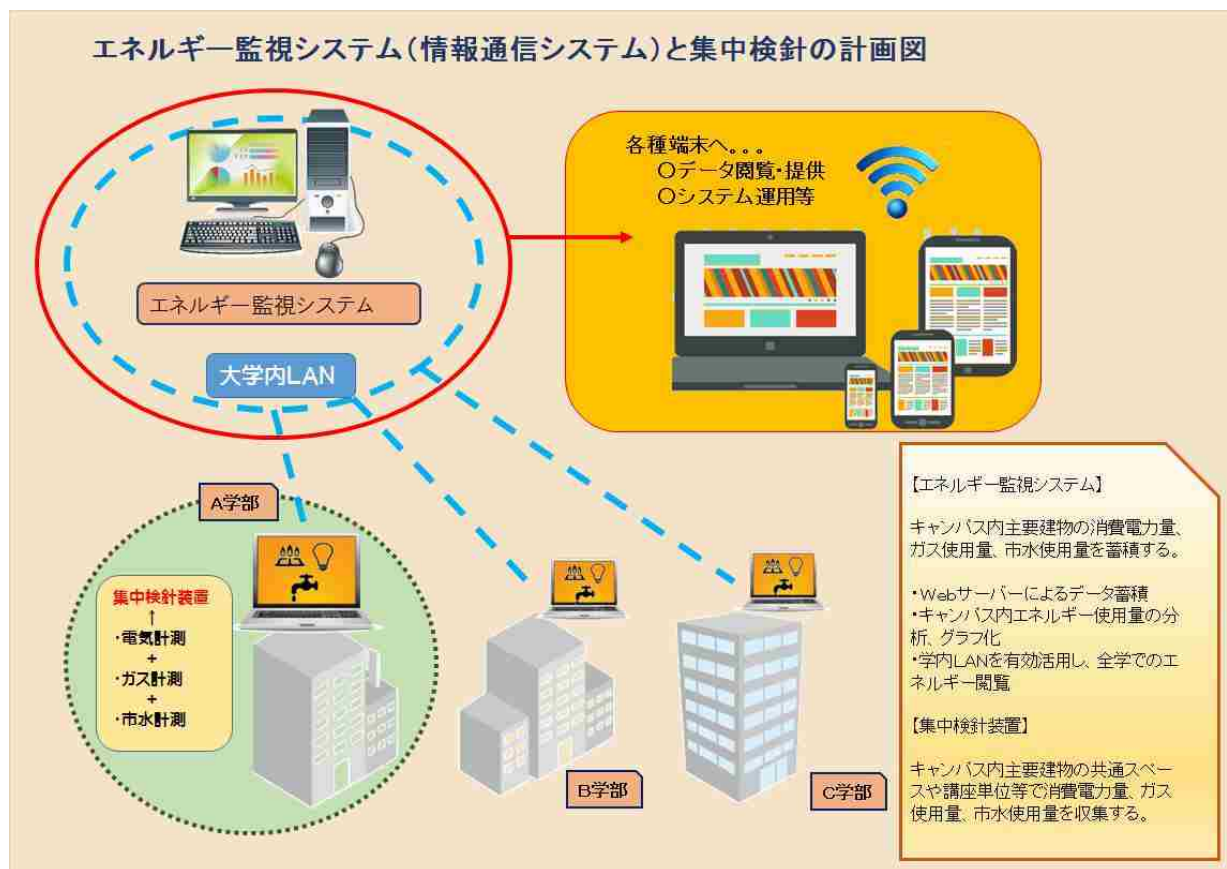 エネルギー監視システム(情報通信システム)と集中検針の計画図
各種端末へ。。。
〇データ閲覧・提供
〇システム運用等
エネルギー監視システム
大学内LAN
A学部
集中検針装置
↑
・電気計測
+
・ガス計測
+
・市水計測
B学部
C学部
【エネルギー監視システム】
キャンパス内主要建物の消費電力量、
ガス使用量、市水使用量を蓄積する。
・Webサーバーによるデータ蓄積
・キャンパス内エネルギー使用量の分
析、グラフ化
・学内LANを有効活用し、全学でのエ
ネルギー閲覧
【集中検針装置】
キャンパス内主要建物の共通スペー
スや講座単位等で消費電力量、ガス
使用量、市水使用量を収集する。